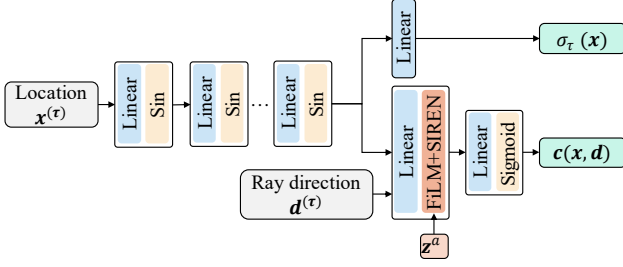 Location
x^(τ)
Linear
Sin
Linear
Sin
...
Linear
Sin
Linear
σ_τ (x)
Ray direction
d^(τ)
Linear
FiLM+SIREN
z^a
Linear
Sigmoid
c(x, d)